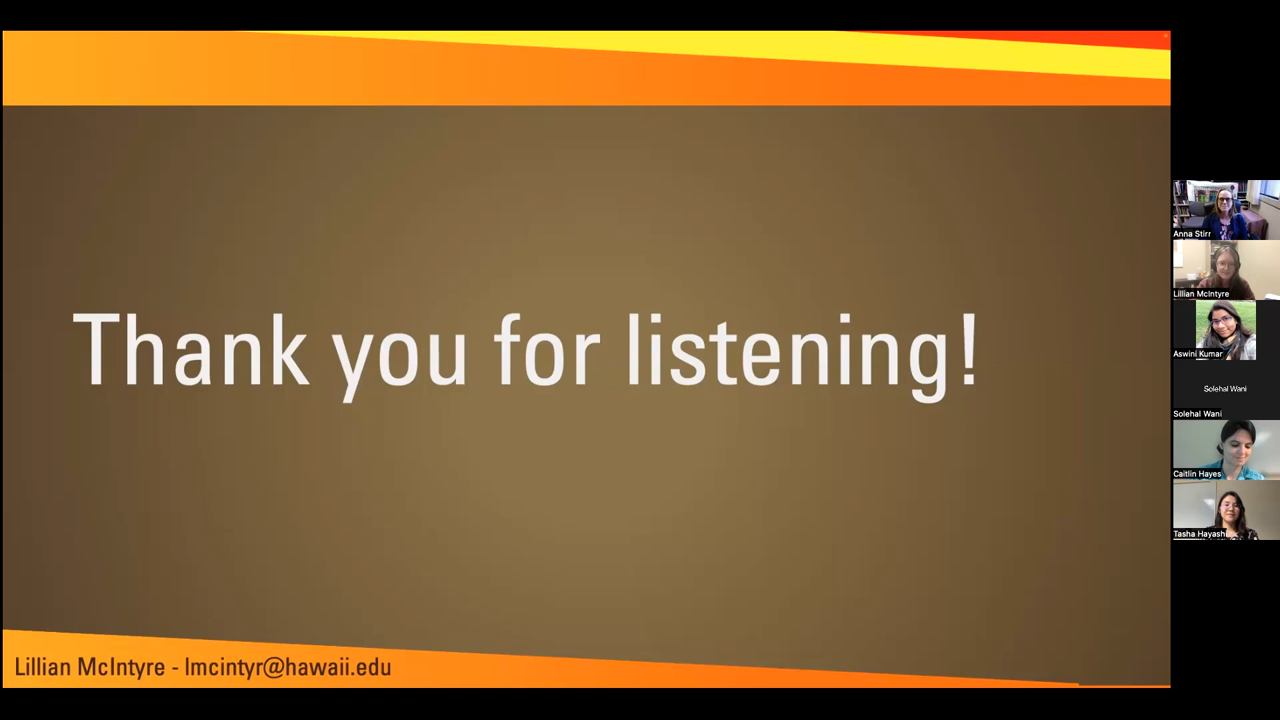 Thank you for listening!
Lillian McIntyre - lmcintyr@hawaii.edu
Anna Stirr
Lillian McIntyre
Aswini Kumar
Solehal Wani
Solehal Wani
Caitlin Hayes
Tasha Hayashi